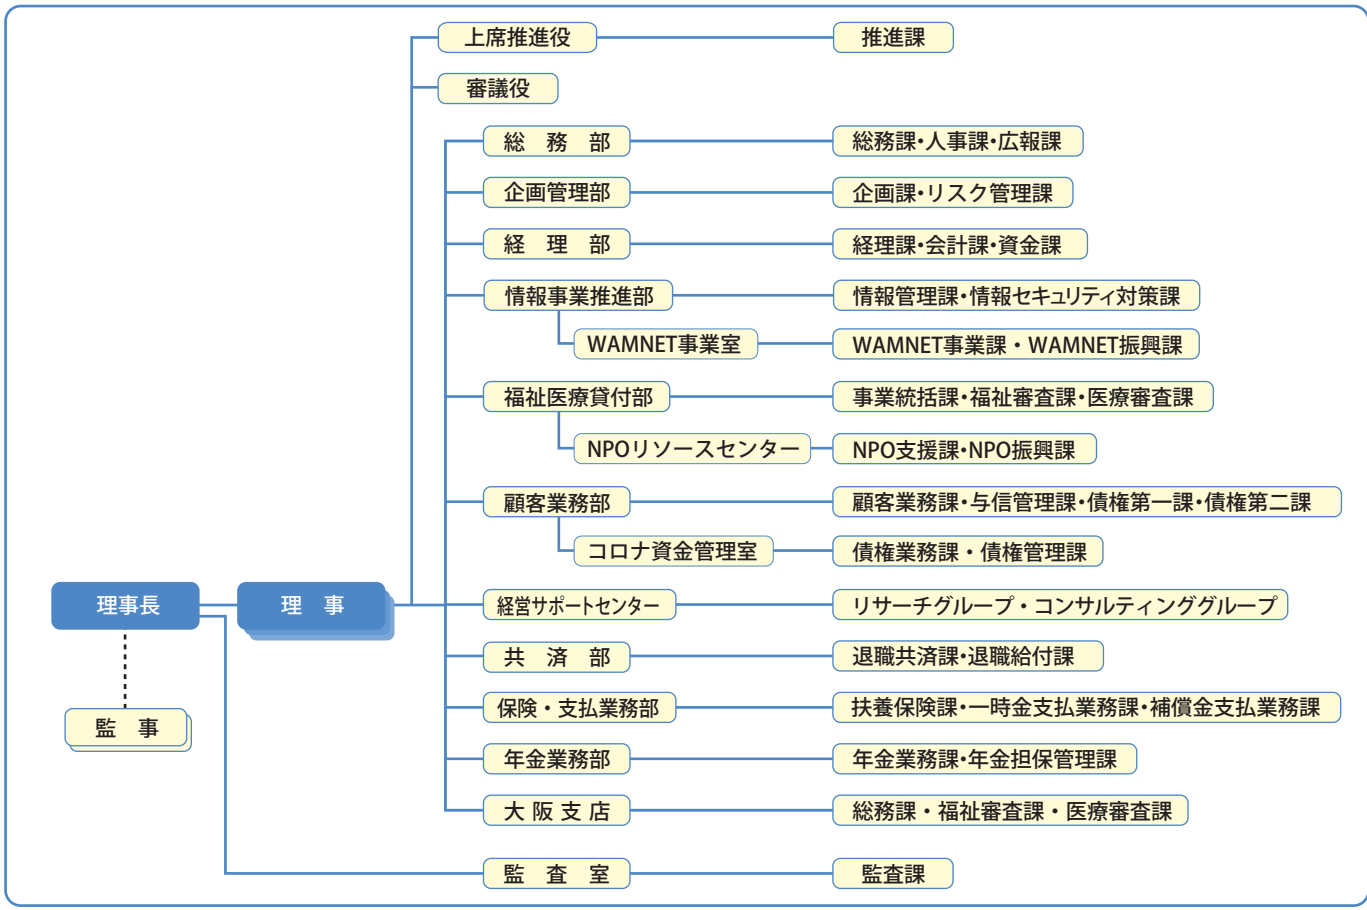 上席推進役 推進課
審議役
総務部 総務課・人事課・広報課
企画管理部 企画課・リスク管理課
経理部 経理課・会計課・資金課
情報事業推進部 情報管理課・情報セキュリティ対策課
WAMNET事業室 WAMNET事業課・WAMNET振興課
福祉医療貸付部 事業統括課・福祉審査課・医療審査課
NPOリソースセンター NPO支援課・NPO振興課
顧客業務部 顧客業務課・与信管理課・債権第一課・債権第二課
コロナ資金管理室 債権業務課・債権管理課
理事長 理事 経営サポートセンター リサーチグループ・コンサルティンググループ
共済部 退職共済課・退職給付課
監事 保険・支払業務部 扶養保険課・一時金支払業務課・補償金支払業務課
年金業務部 年金業務課・年金担保管理課
大阪支店 総務課・福祉審査課・医療審査課
監査室 監査課